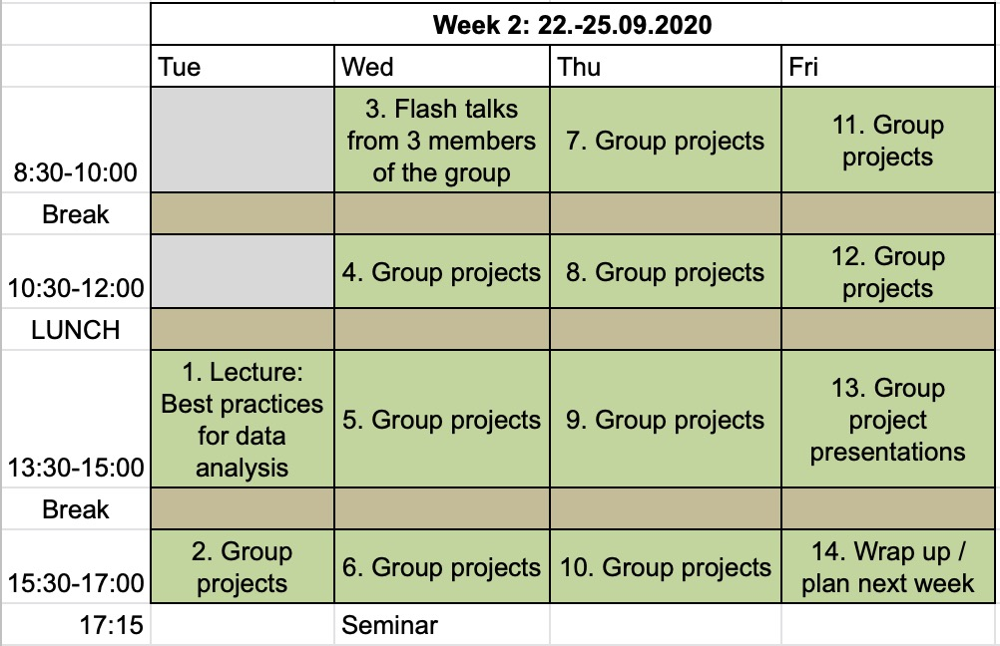 Week 2: 22.-25.09.2020
Tue Wed Thu Fri
8:30-10:00
3. Flash talks
from 3 members
of the group
7. Group projects
11. Group
projects
Break
10:30-12:00
4. Group projects
8. Group projects
12. Group
projects
LUNCH
13:30-15:00
1. Lecture:
Best practices
for data
analysis
5. Group projects
9. Group projects
13. Group
project
presentations
Break
15:30-17:00
2. Group
projects
6. Group projects
10. Group projects
14. Wrap up /
plan next week
17:15
Seminar